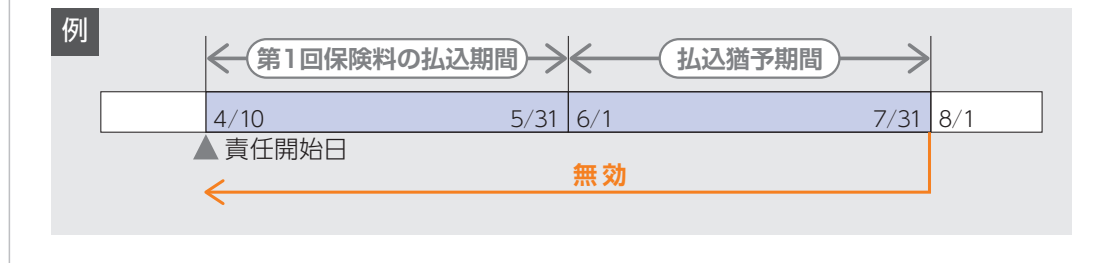 例
第1回保険料の払込期間 払込猶予期間
4/10 5/31 6/1 7/31 8/1
責任開始日
無効